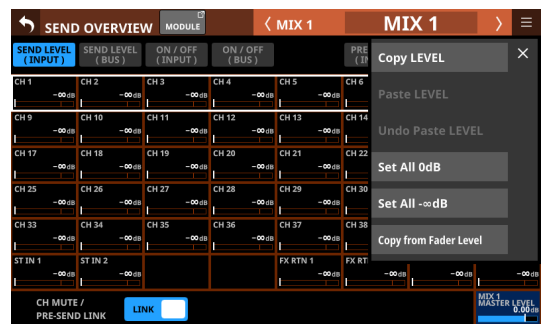 SEND OVERVIEW MODULE MIX 1 MIX 1
SEND LEVEL SEND LEVEL ON / OFF ON / OFF PRE
( INPUT ) ( BUS ) ( INPUT ) ( BUS )
Copy LEVEL
CH 1 CH 2 CH 3 CH 4 CH 5 CH 6
-∞dB -∞dB -∞dB -∞dB -∞dB
Paste LEVEL
CH 9 CH 10 CH 11 CH 12 CH 13 CH 14
-∞dB -∞dB -∞dB -∞dB -∞dB
Undo Paste LEVEL
CH 17 CH 18 CH 19 CH 20 CH 21 CH 22
-∞dB -∞dB -∞dB -∞dB -∞dB
Set All 0dB
CH 25 CH 26 CH 27 CH 28 CH 29 CH 30
-∞dB -∞dB -∞dB -∞dB -∞dB
Set All -∞dB
CH 33 CH 34 CH 35 CH 36 CH 37 CH 38
-∞dB -∞dB -∞dB -∞dB -∞dB
Copy from Fader Level
ST IN 1 ST IN 2 FX RTN 1 FX RT
-∞dB -∞dB -∞dB -∞dB -∞dB -∞dB
CH MUTE /
PRE-SEND LINK
LINK
MIX 1
MASTER LEVEL
0.00dB